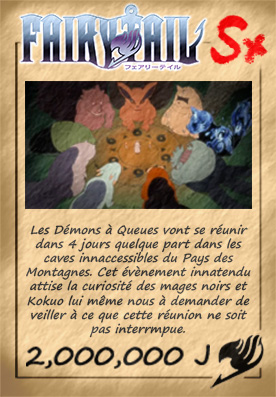 FAIRY TAIL
フェアリーテイル
Sx
Les Démons à Queues vont se réunir
dans 4 jours quelque part dans les
caves innaccessibles du Pays des
Montagnes. Cet évènement innatendu
attise la curiosité des mages noirs et
Kokuo lui même nous à demander de
veiller à ce que cette réunion ne soit
pas interrmpue.
2,000,000 J